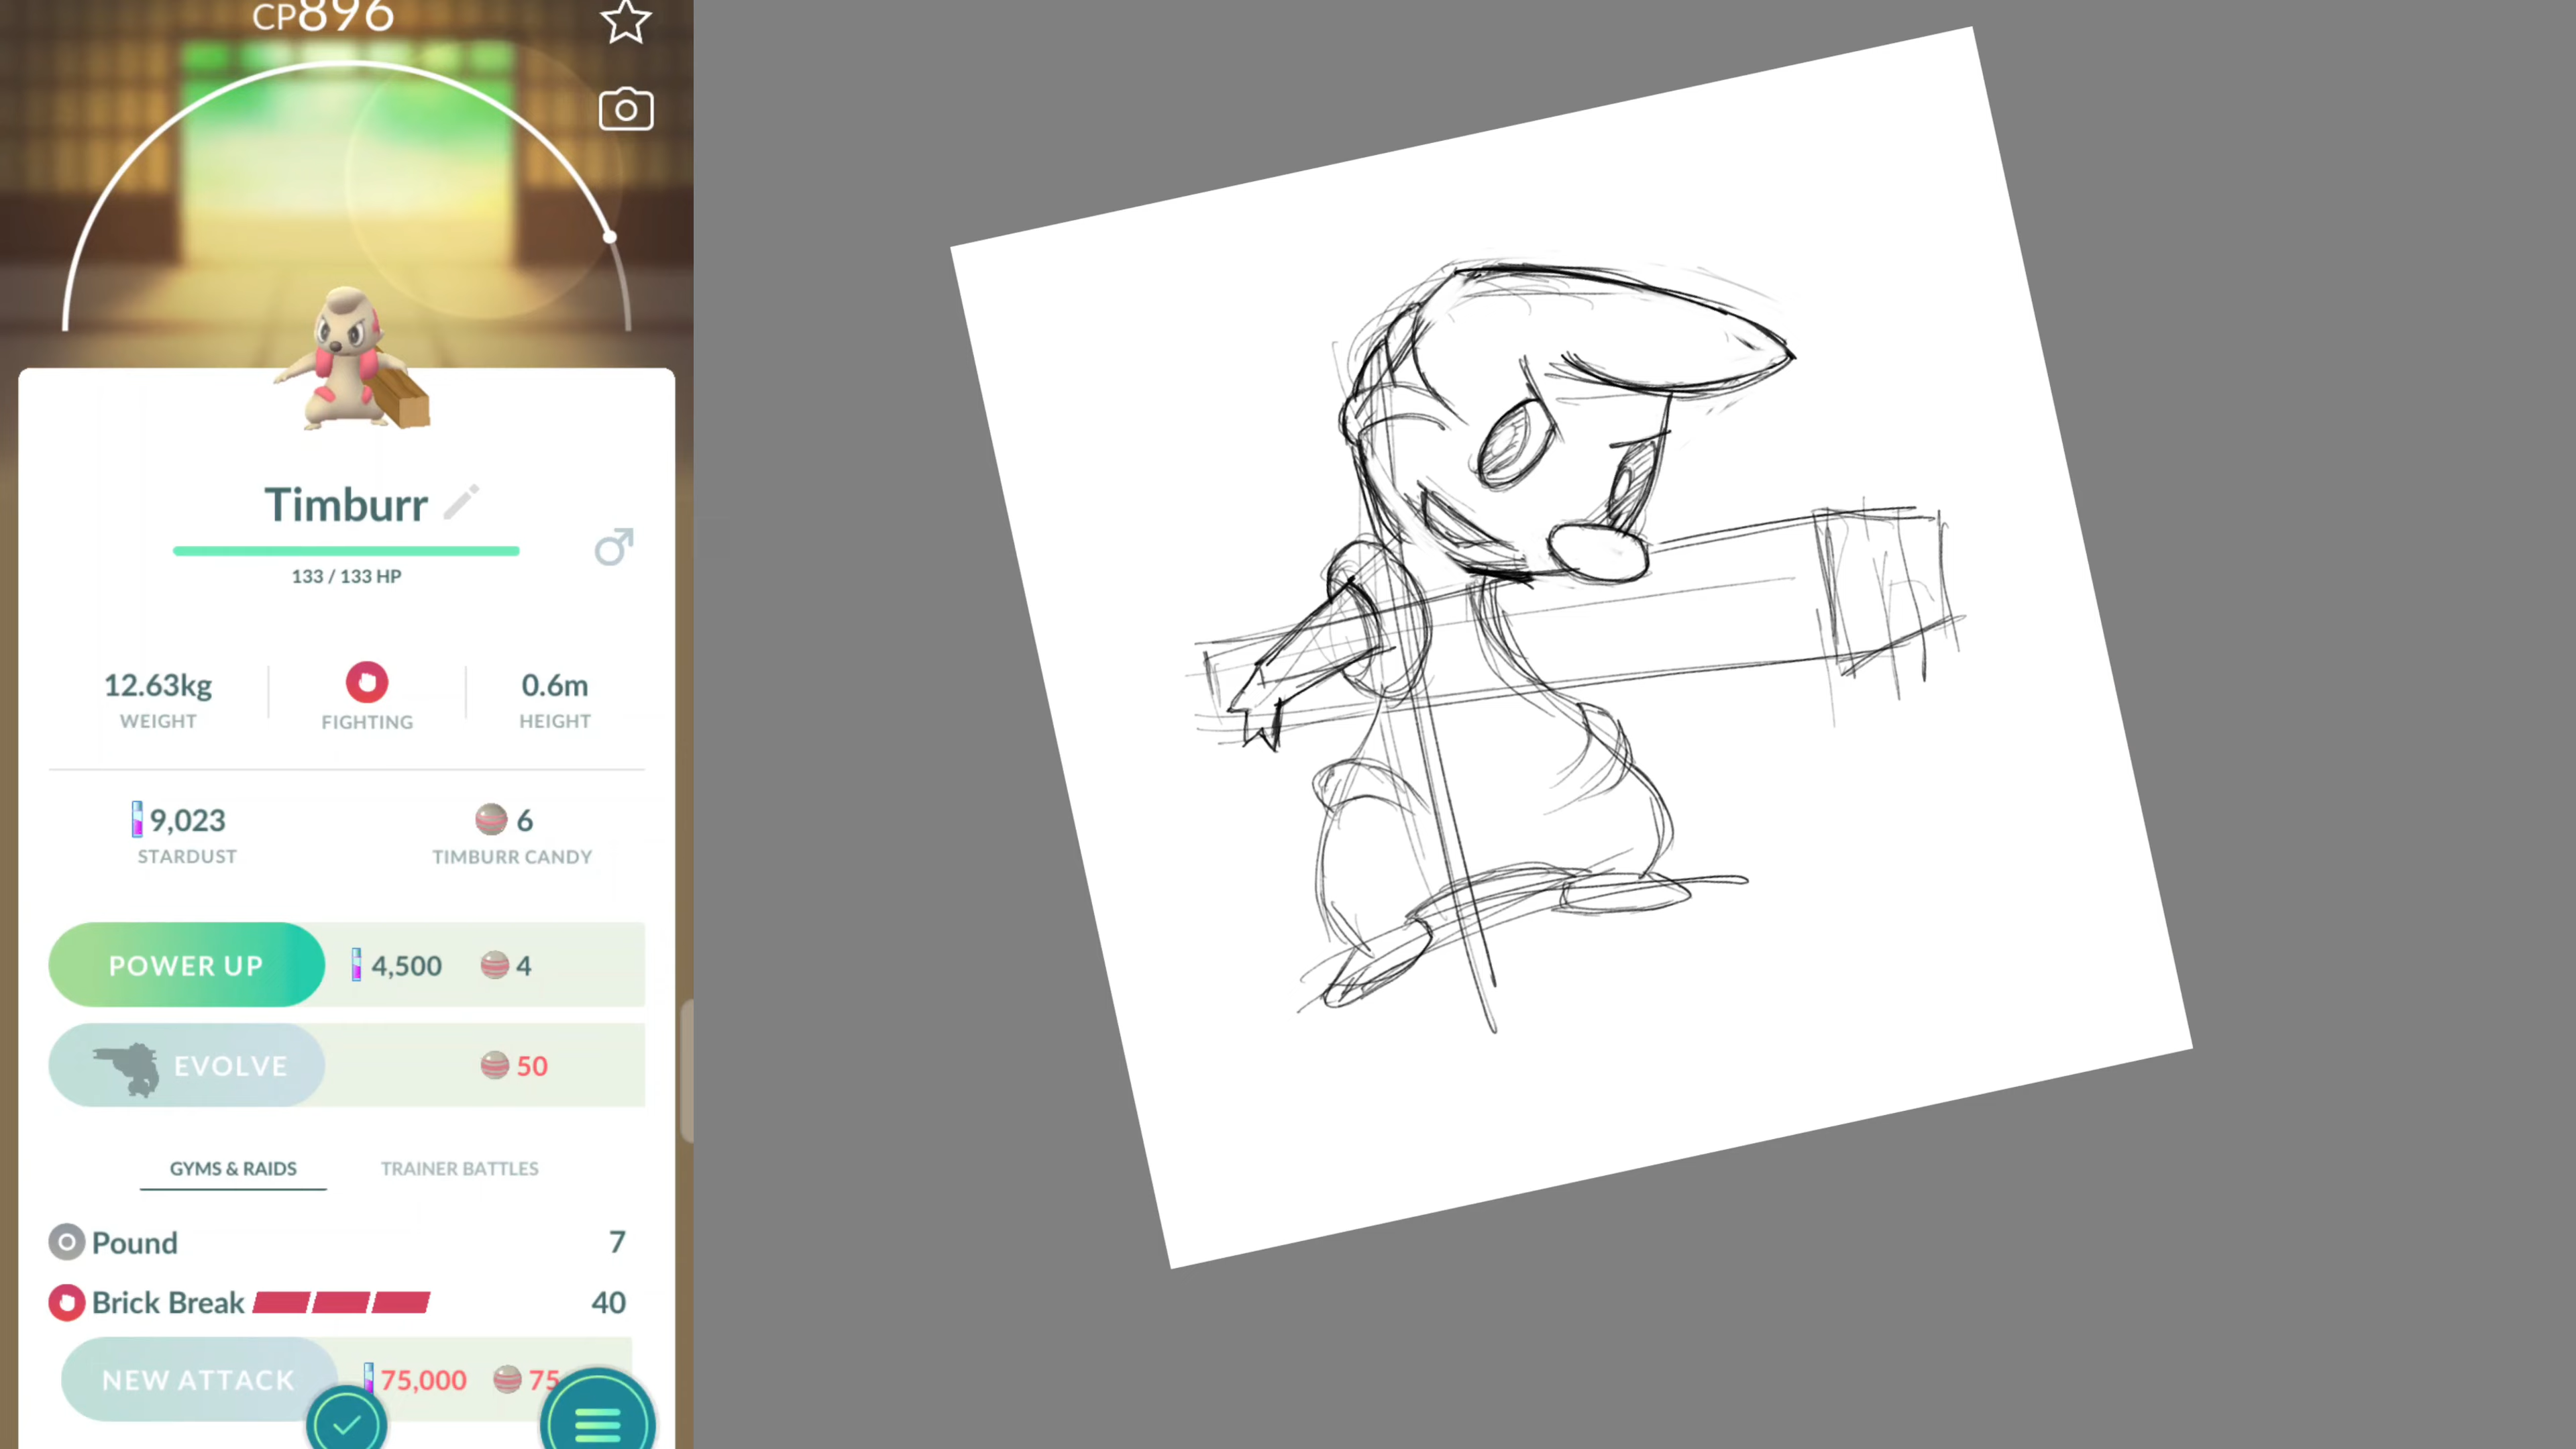 CP896
Timburr
133 / 133 HP
12.63kg
WEIGHT
FIGHTING
0.6m
HEIGHT
9,023
STARDUST
6
TIMBURR CANDY
POWER UP 4,500 4
EVOLVE 50
GYMS & RAIDS TRAINER BATTLES
Pound 7
Brick Break 40
NEW ATTACK 75,000 75